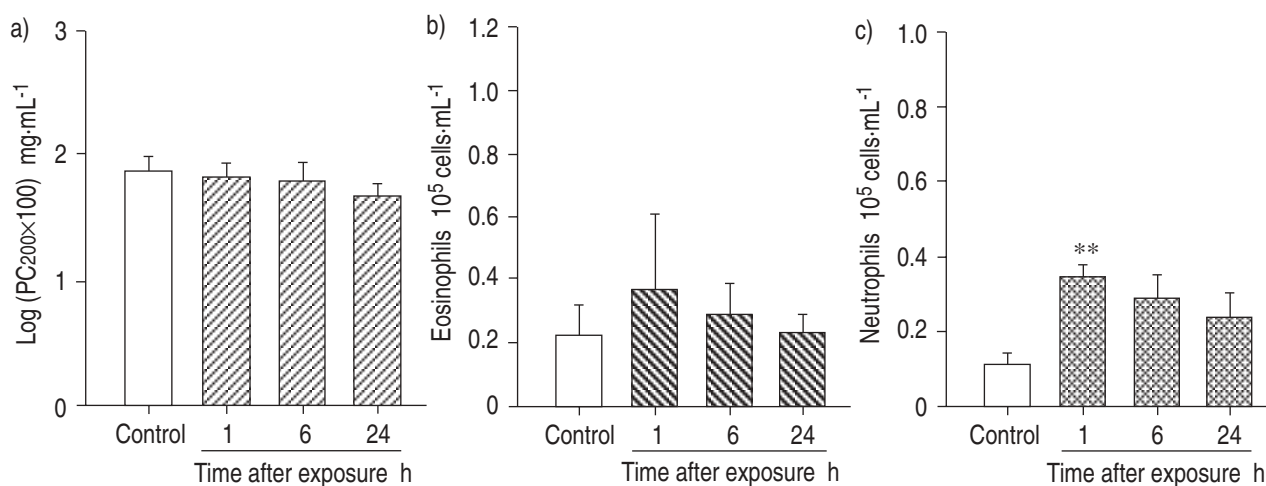 a)
Log (PC200×100) mg·mL-1
3
2
1
0
Control 1 6 24
Time after exposure h
b)
Eosinophils 10^5 cells·mL-1
1.2
1.0
0.8
0.6
0.4
0.2
0
Control 1 6 24
Time after exposure h
c)
Neutrophils 10^5 cells·mL-1
1.0
0.8
0.6
0.4
0.2
0
**
Control 1 6 24
Time after exposure h